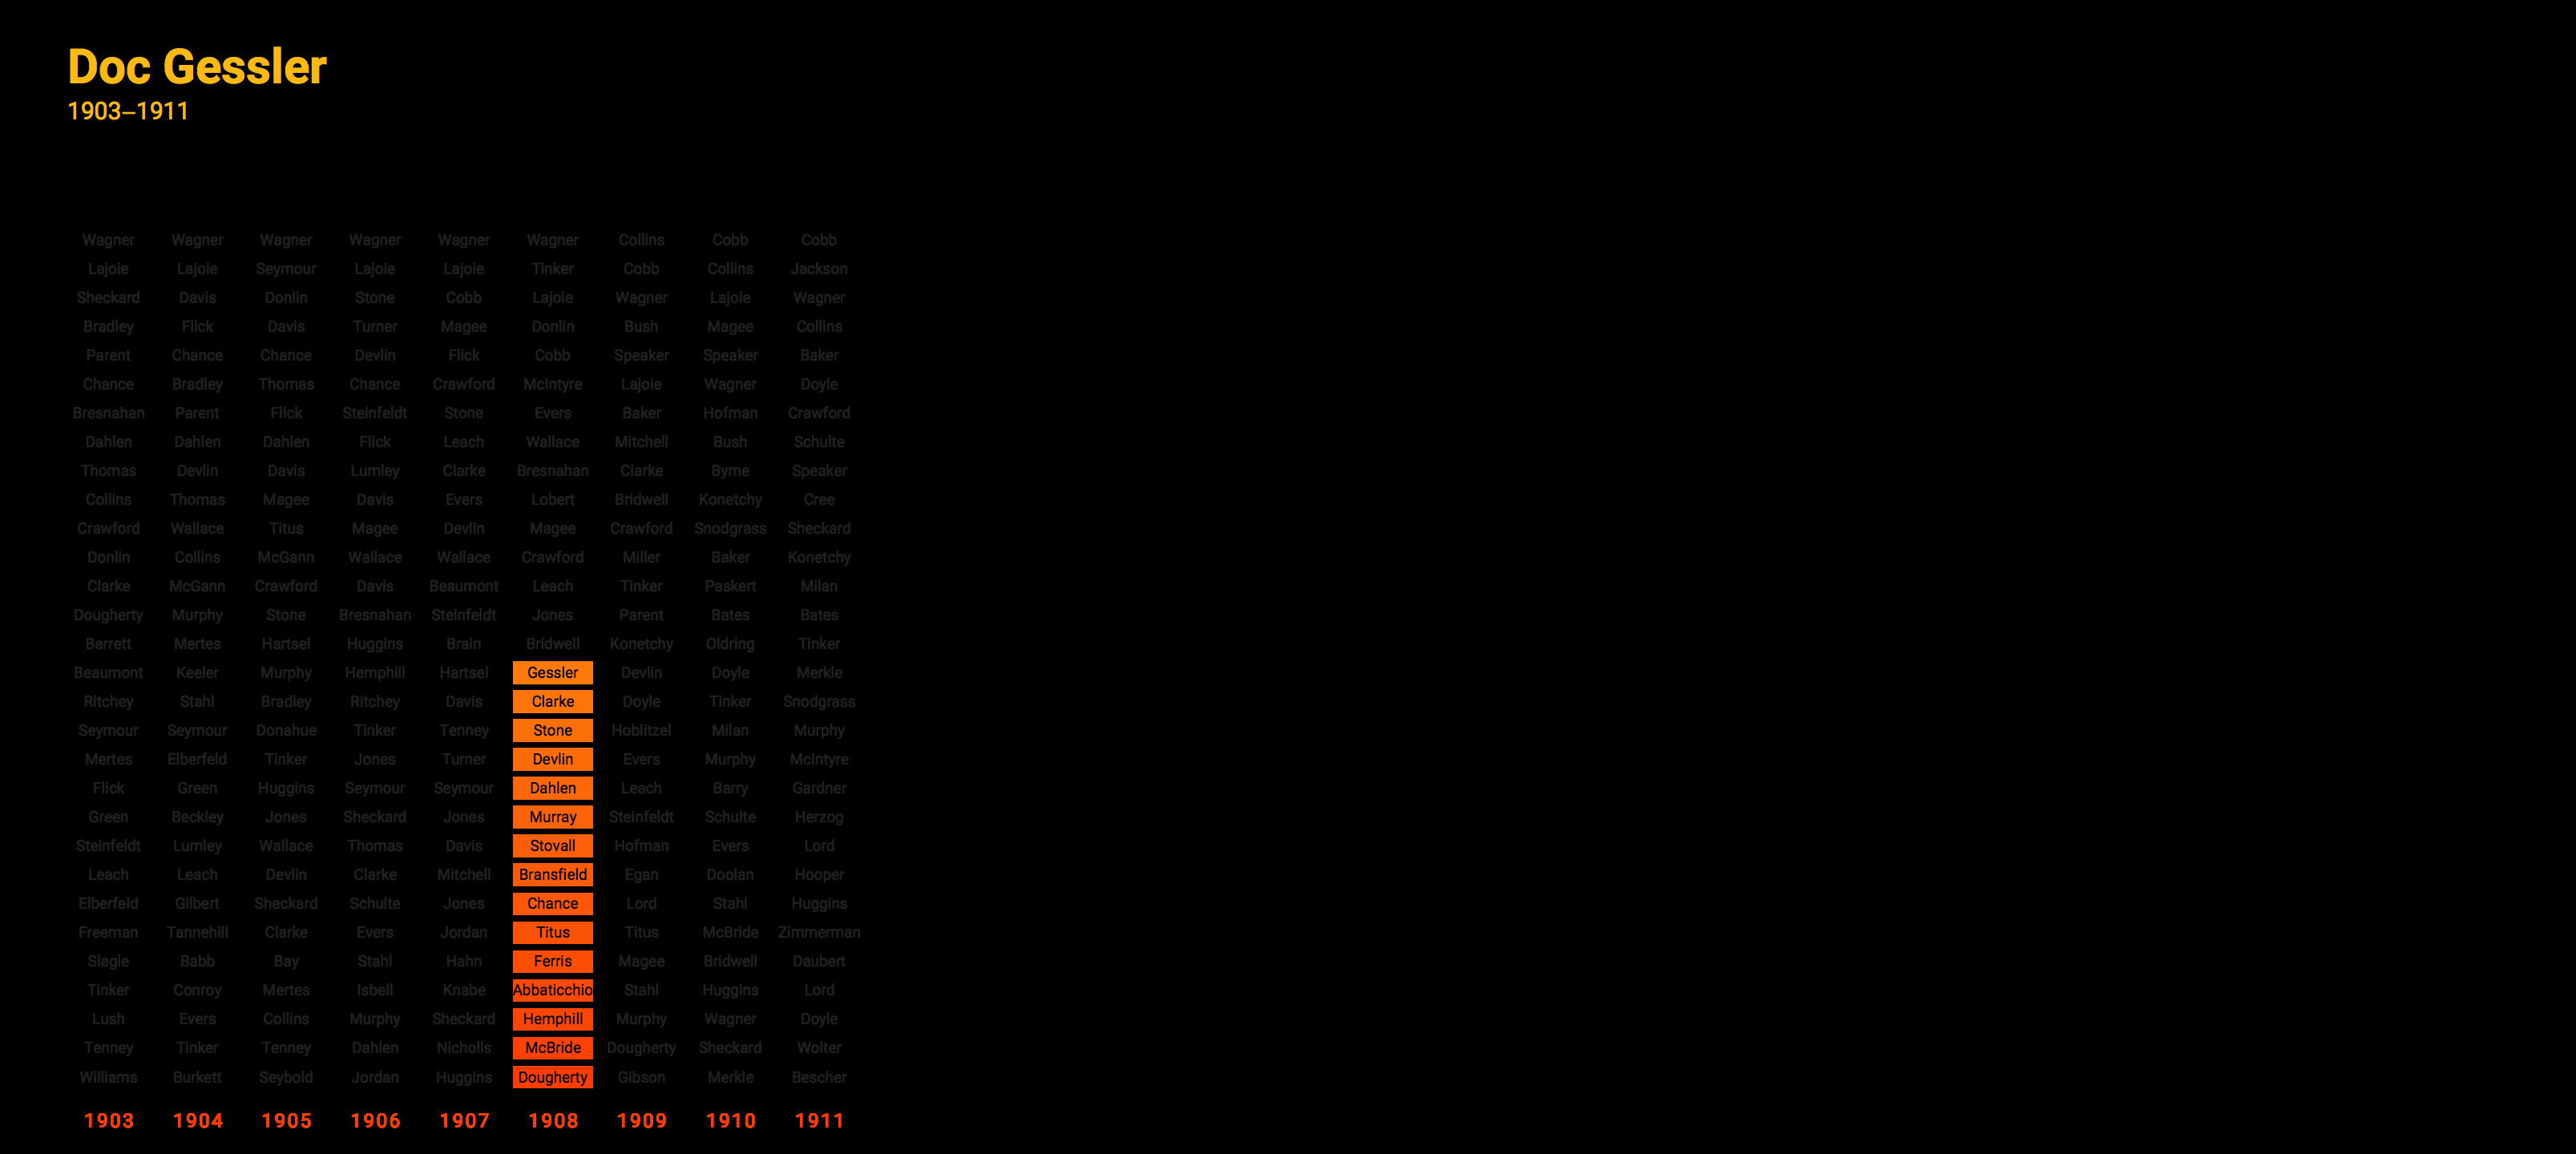 Doc Gessler
1903–1911
Wagner Wagner Wagner Wagner Wagner Wagner Collins Cobb Cobb
Lajoie Lajoie Seymour Lajoie Lajoie Tinker Cobb Collins Jackson
Sheckard Davis Donlin Stone Cobb Lajoie Wagner Lajoie Wagner
Bradley Flick Davis Turner Magee Donlin Bush Magee Collins
Parent Chance Chance Devlin Flick Cobb Speaker Speaker Baker
Chance Bradley Thomas Chance Crawford McIntyre Lajoie Wagner Doyle
Bresnahan Parent Flick Steinfeldt Stone Evers Baker Hofman Crawford
Dahlen Dahlen Dahlen Flick Leach Wallace Mitchell Bush Schulte
Thomas Devlin Davis Lumley Clarke Bresnahan Clarke Byrne Speaker
Collins Thomas Magee Davis Evers Lobert Bridwell Konetchy Cree
Crawford Wallace Titus Magee Devlin Magee Crawford Snodgrass Sheckard
Donlin Collins McGann Wallace Wallace Crawford Miller Baker Konetchy
Clarke McGann Crawford Davis Beaumont Leach Tinker Paskert Milan
Dougherty Murphy Stone Bresnahan Steinfeldt Jones Parent Bates Bates
Barrett Mertes Hartsel Huggins Brain Bridwell Konetchy Oldring Tinker
Beaumont Keeler Murphy Hemphill Hartsel Gessler Devlin Doyle Merkle
Ritchey Stahl Bradley Ritchey Davis Clarke Doyle Tinker Snodgrass
Seymour Seymour Donahue Tinker Tenney Stone Hoblitzel Milan Murphy
Mertes Elberfeld Tinker Jones Turner Devlin Evers Murphy McIntyre
Flick Green Huggins Seymour Seymour Dahlen Leach Barry Gardner
Green Beckley Jones Sheckard Jones Murray Steinfeldt Schulte Herzog
Steinfeldt Lumley Wallace Thomas Davis Stovall Hofman Evers Lord
Leach Leach Devlin Clarke Mitchell Bransfield Egan Doolan Hooper
Elberfeld Gilbert Sheckard Schulte Jones Chance Lord Stahl Huggins
Freeman Tannehill Clarke Evers Jordan Titus Titus McBride Zimmerman
Slagle Babb Bay Stahl Hahn Ferris Magee Bridwell Daubert
Tinker Conroy Mertes Isbell Knabe Abbaticchio Stahl Huggins Lord
Lush Evers Collins Murphy Sheckard Hemphill Murphy Wagner Doyle
Tenney Tinker Tenney Dahlen Nicholls McBride Dougherty Sheckard Wolter
Williams Burkett Seybold Jordan Huggins Dougherty Gibson Merkle Bescher
1903 1904 1905 1906 1907 1908 1909 1910 1911